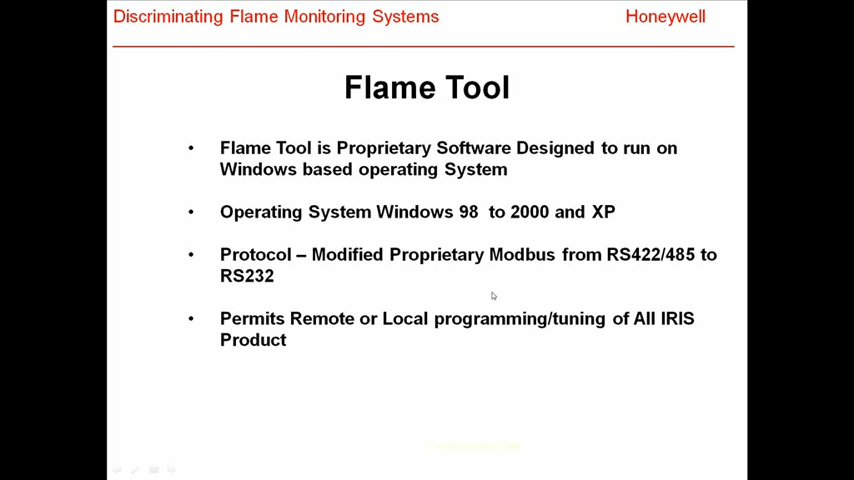 Discriminating Flame Monitoring Systems Honeywell
Flame Tool
• Flame Tool is Proprietary Software Designed to run on
Windows based operating System
• Operating System Windows 98 to 2000 and XP
• Protocol – Modified Proprietary Modbus from RS422/485 to
RS232
• Permits Remote or Local programming/tuning of All IRIS
Product